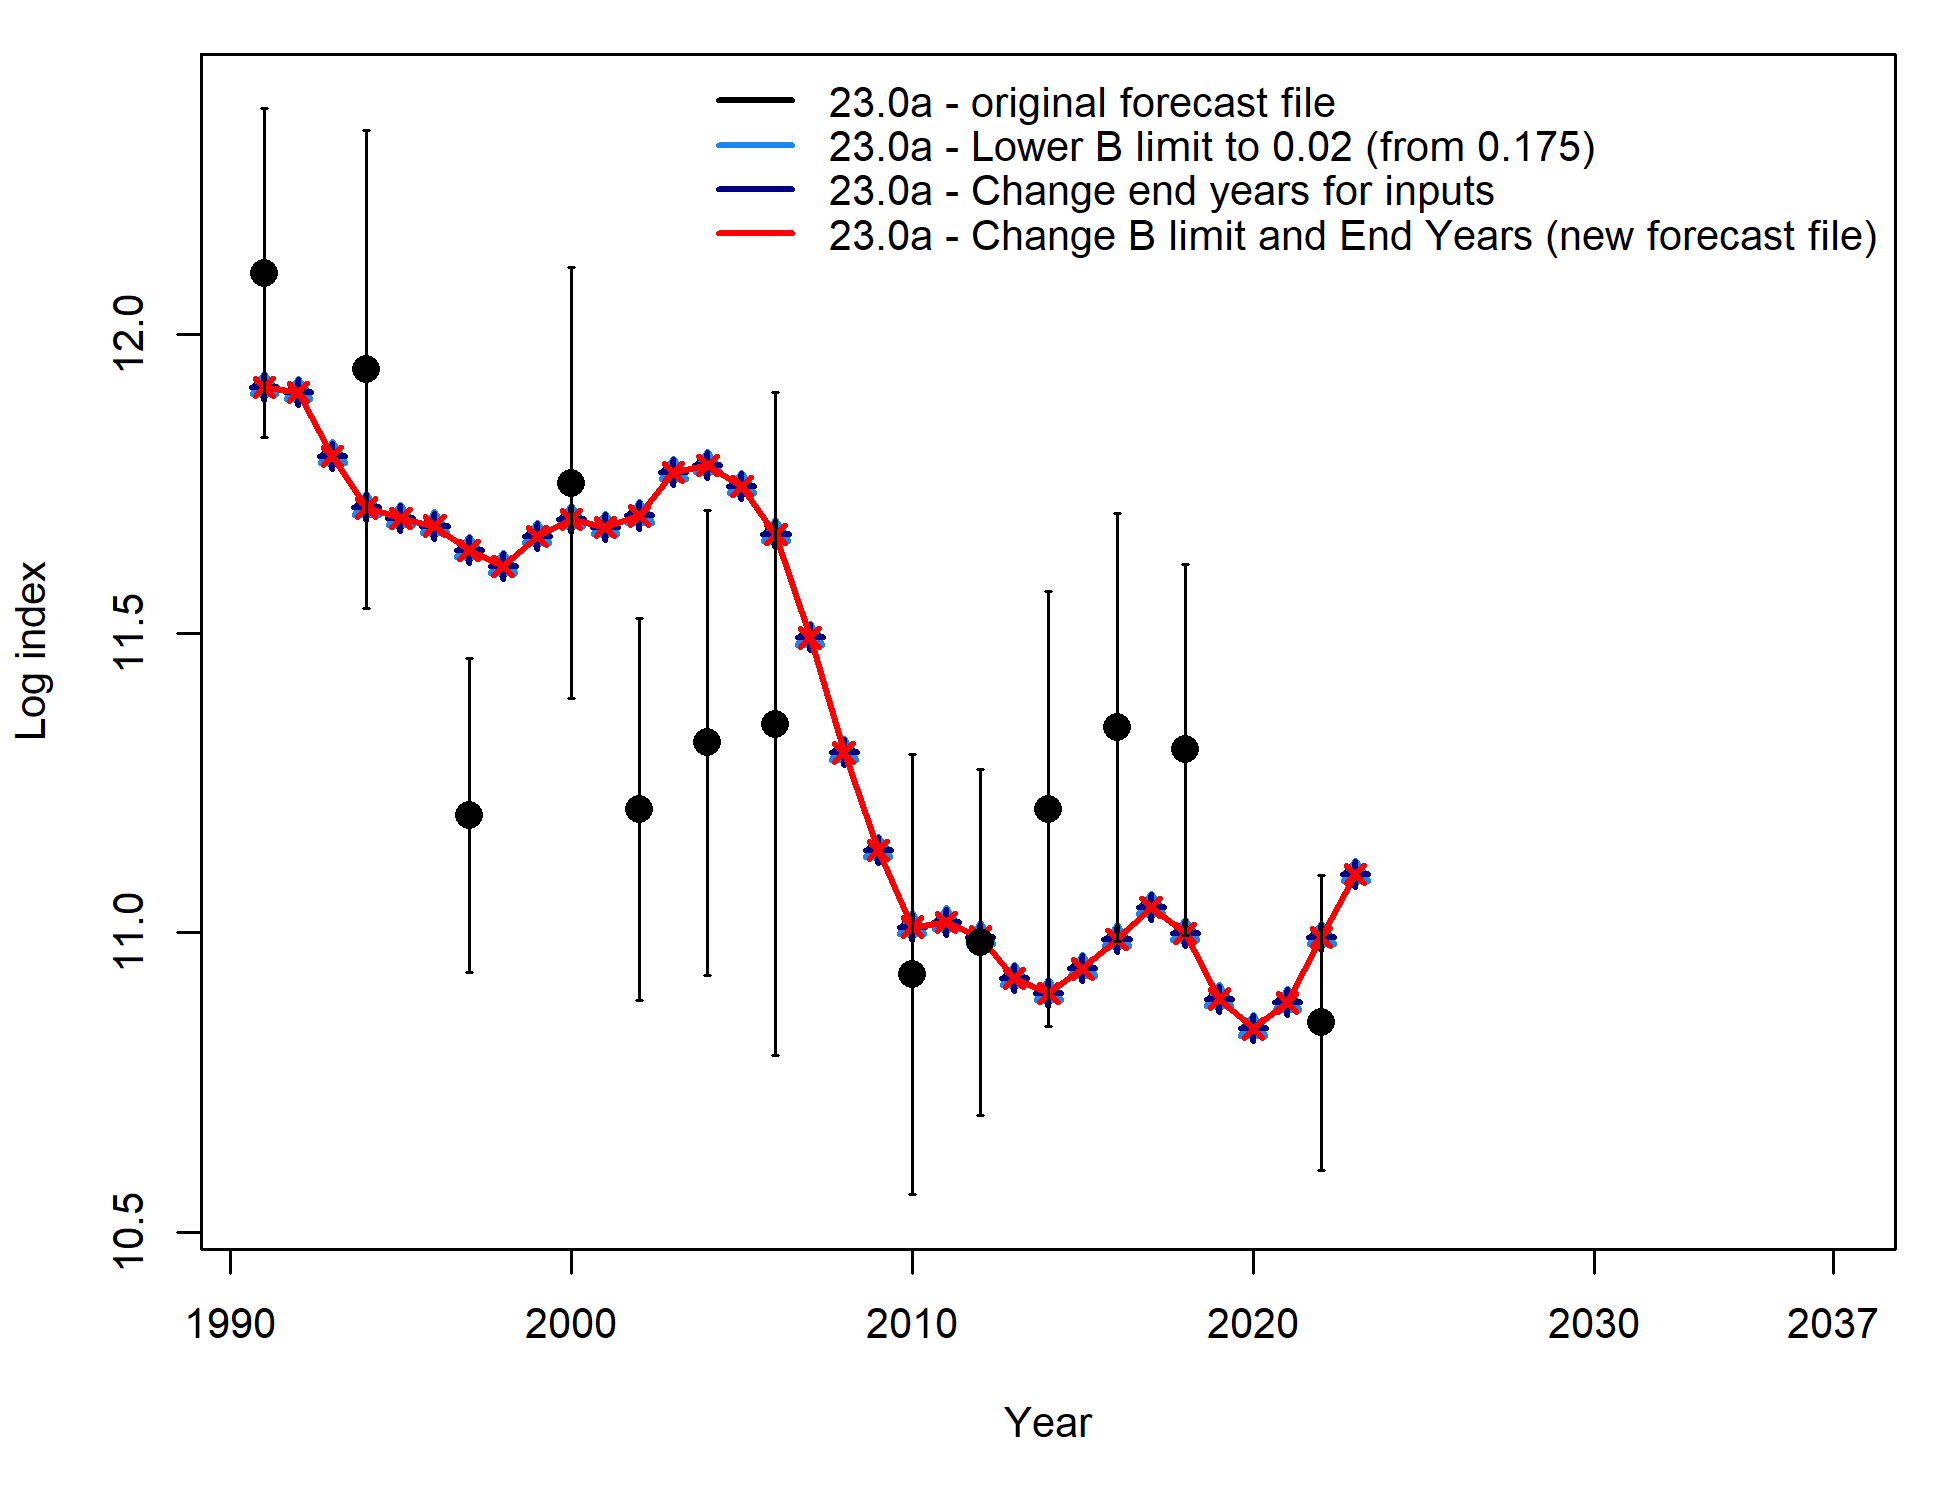 23.0a - original forecast file
23.0a - Lower B limit to 0.02 (from 0.175)
23.0a - Change end years for inputs
23.0a - Change B limit and End Years (new forecast file)
12.0
11.5
11.0
10.5
Log index
1990 2000 2010 2020 2030 2037
Year